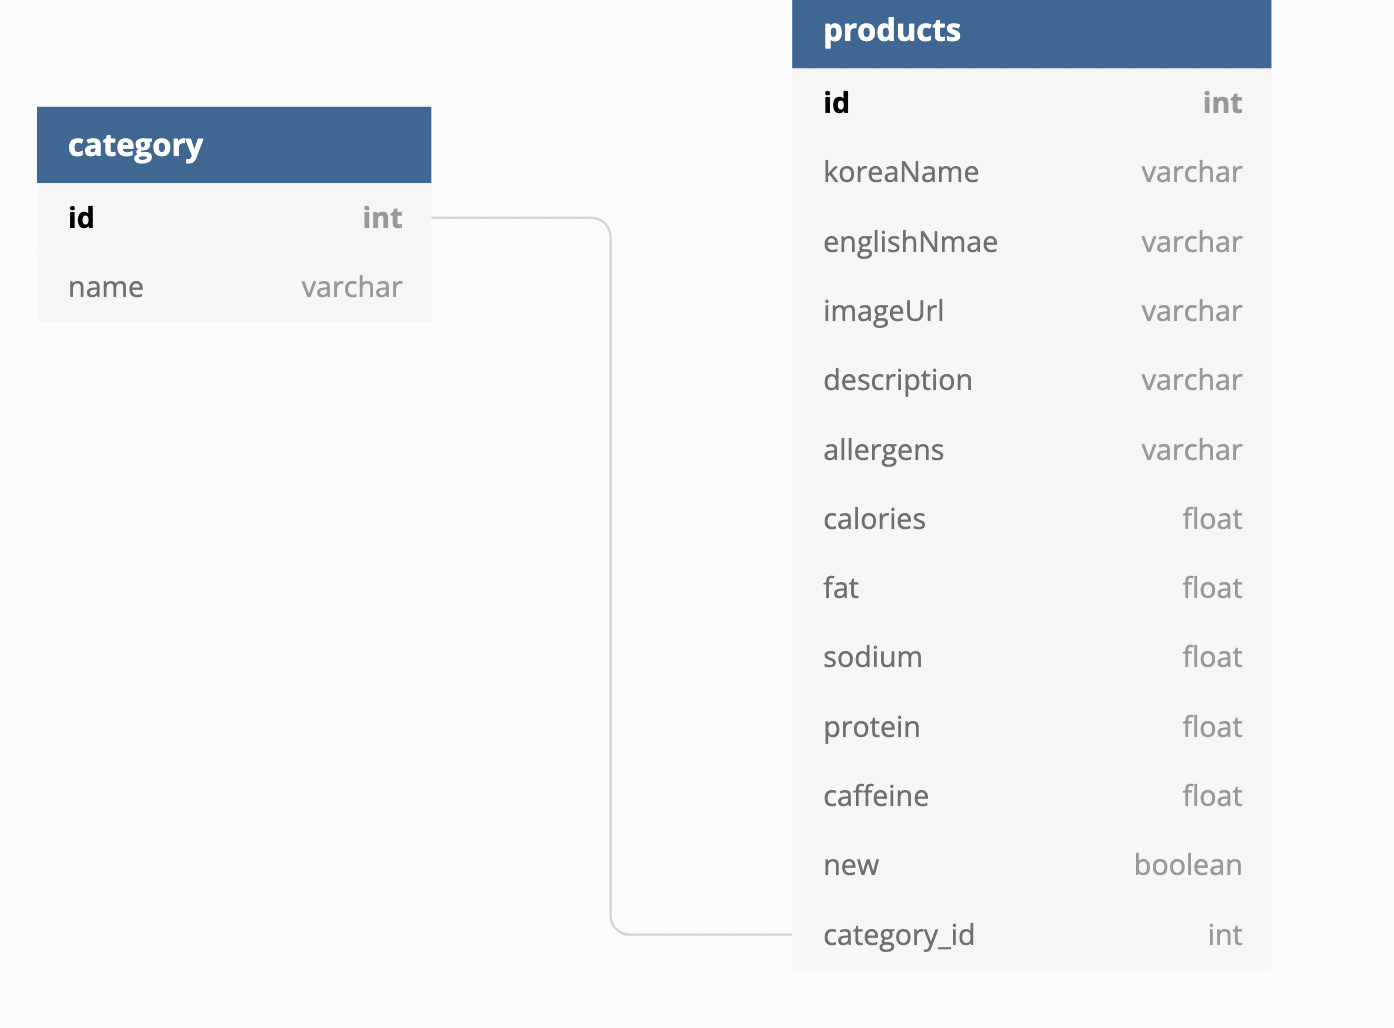 category
id int
name varchar
products
id int
koreaName varchar
englishNmae varchar
imageUrl varchar
description varchar
allergens varchar
calories float
fat float
sodium float
protein float
caffeine float
new boolean
category_id int